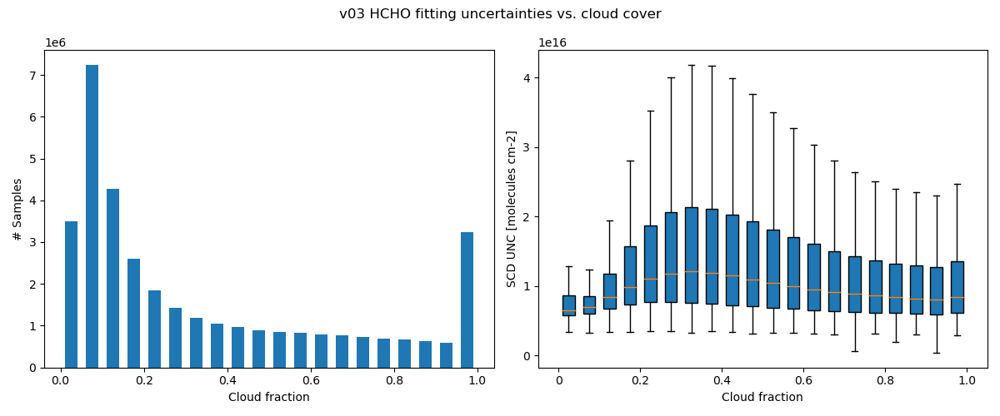 v03 HCHO fitting uncertainties vs. cloud cover
1e6
7
6
5
4
3
2
1
0
# Samples
0.0 0.2 0.4 0.6 0.8 1.0
Cloud fraction
1e16
4
3
2
1
0
SCD UNC [molecules cm-2]
0 0.2 0.4 0.6 0.8 1.0
Cloud fraction